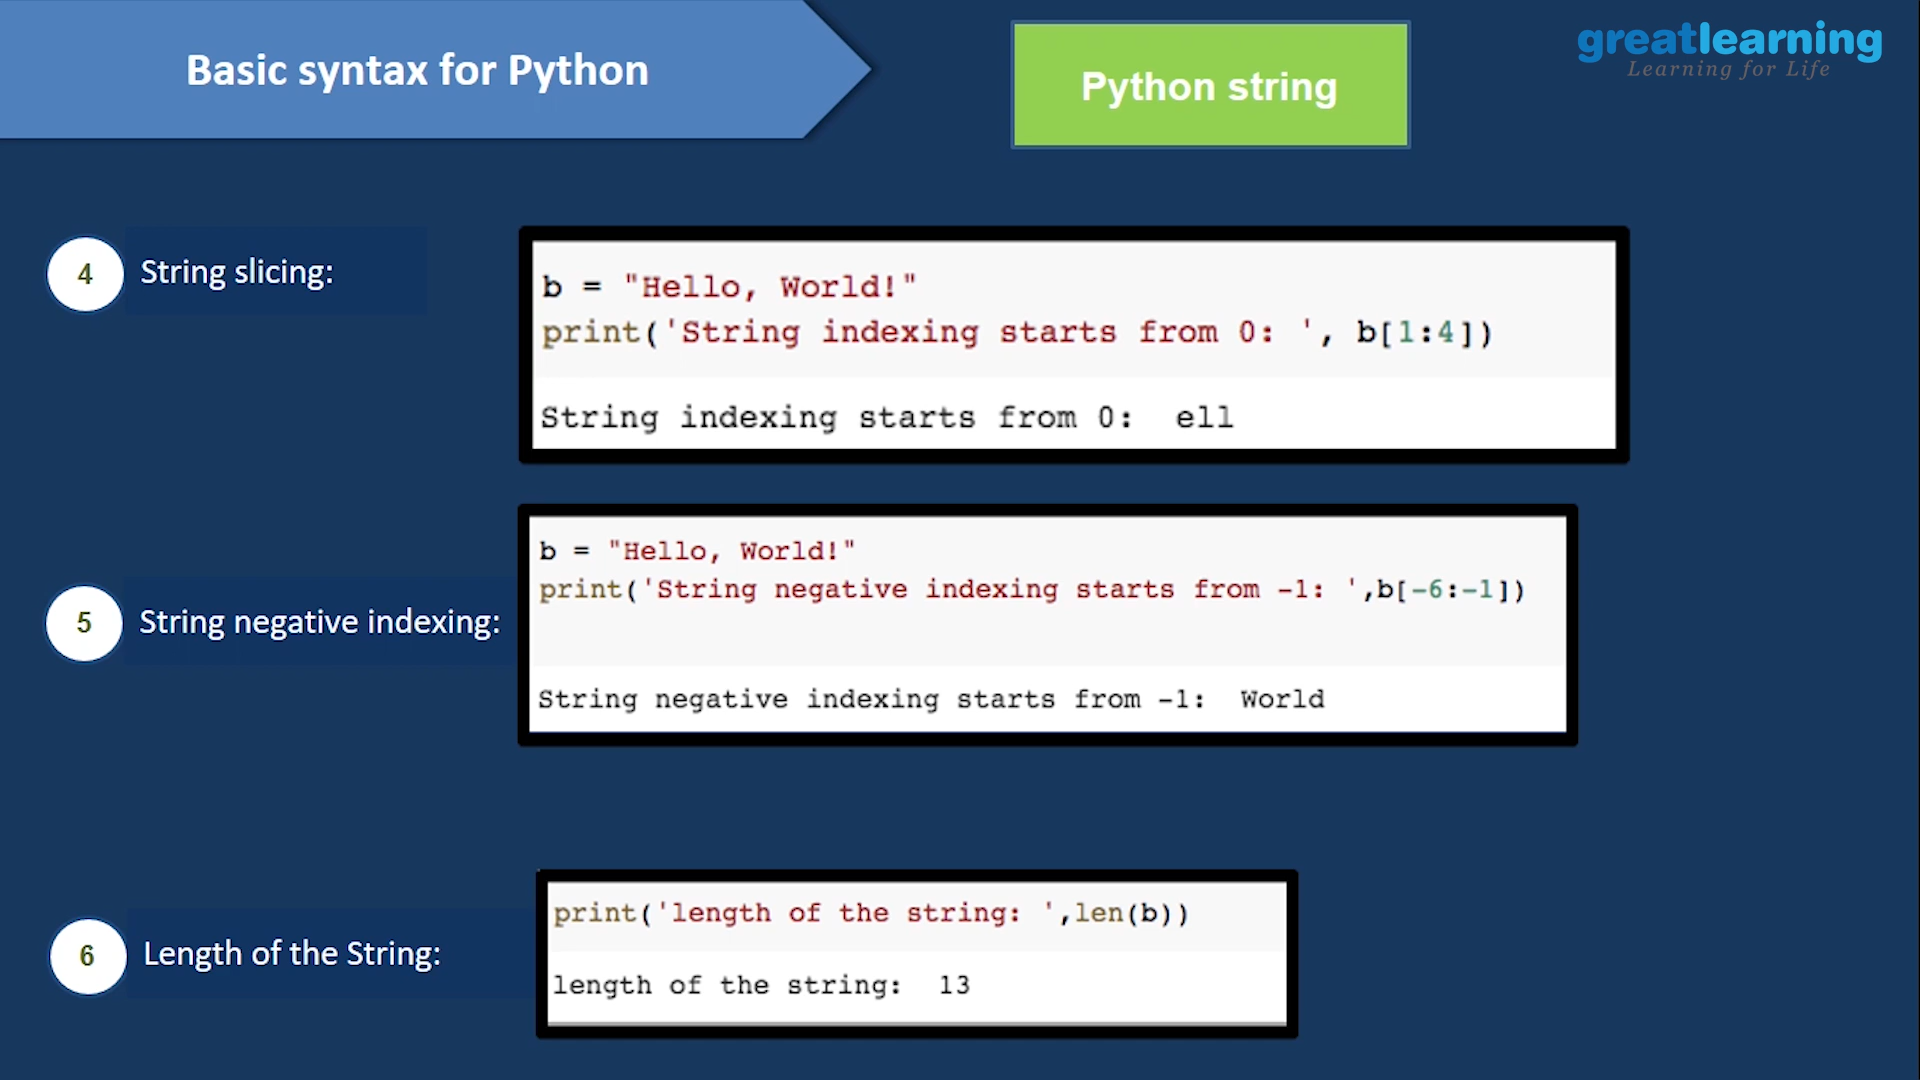 Basic syntax for Python
Python string
greatlearning
Learning for Life
4
String slicing:
b = "Hello, World!"
print('String indexing starts from 0: ', b[1:4])
String indexing starts from 0:  ell
5
String negative indexing:
b = "Hello, World!"
print('String negative indexing starts from -1: ',b[-6:-1])
String negative indexing starts from -1:  World
6
Length of the String:
print('length of the string: ',len(b))
length of the string:  13